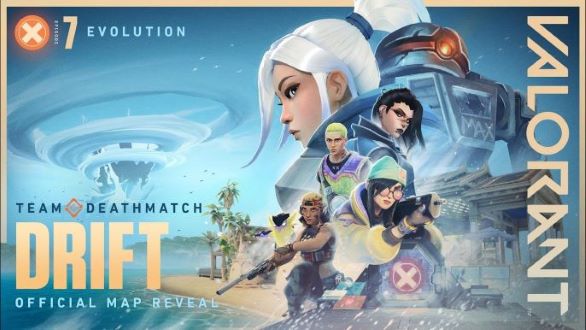 EPISODE 7 EVOLUTION
TEAM DEATHMATCH
DRIFT
OFFICIAL MAP REVEAL
VALORANT